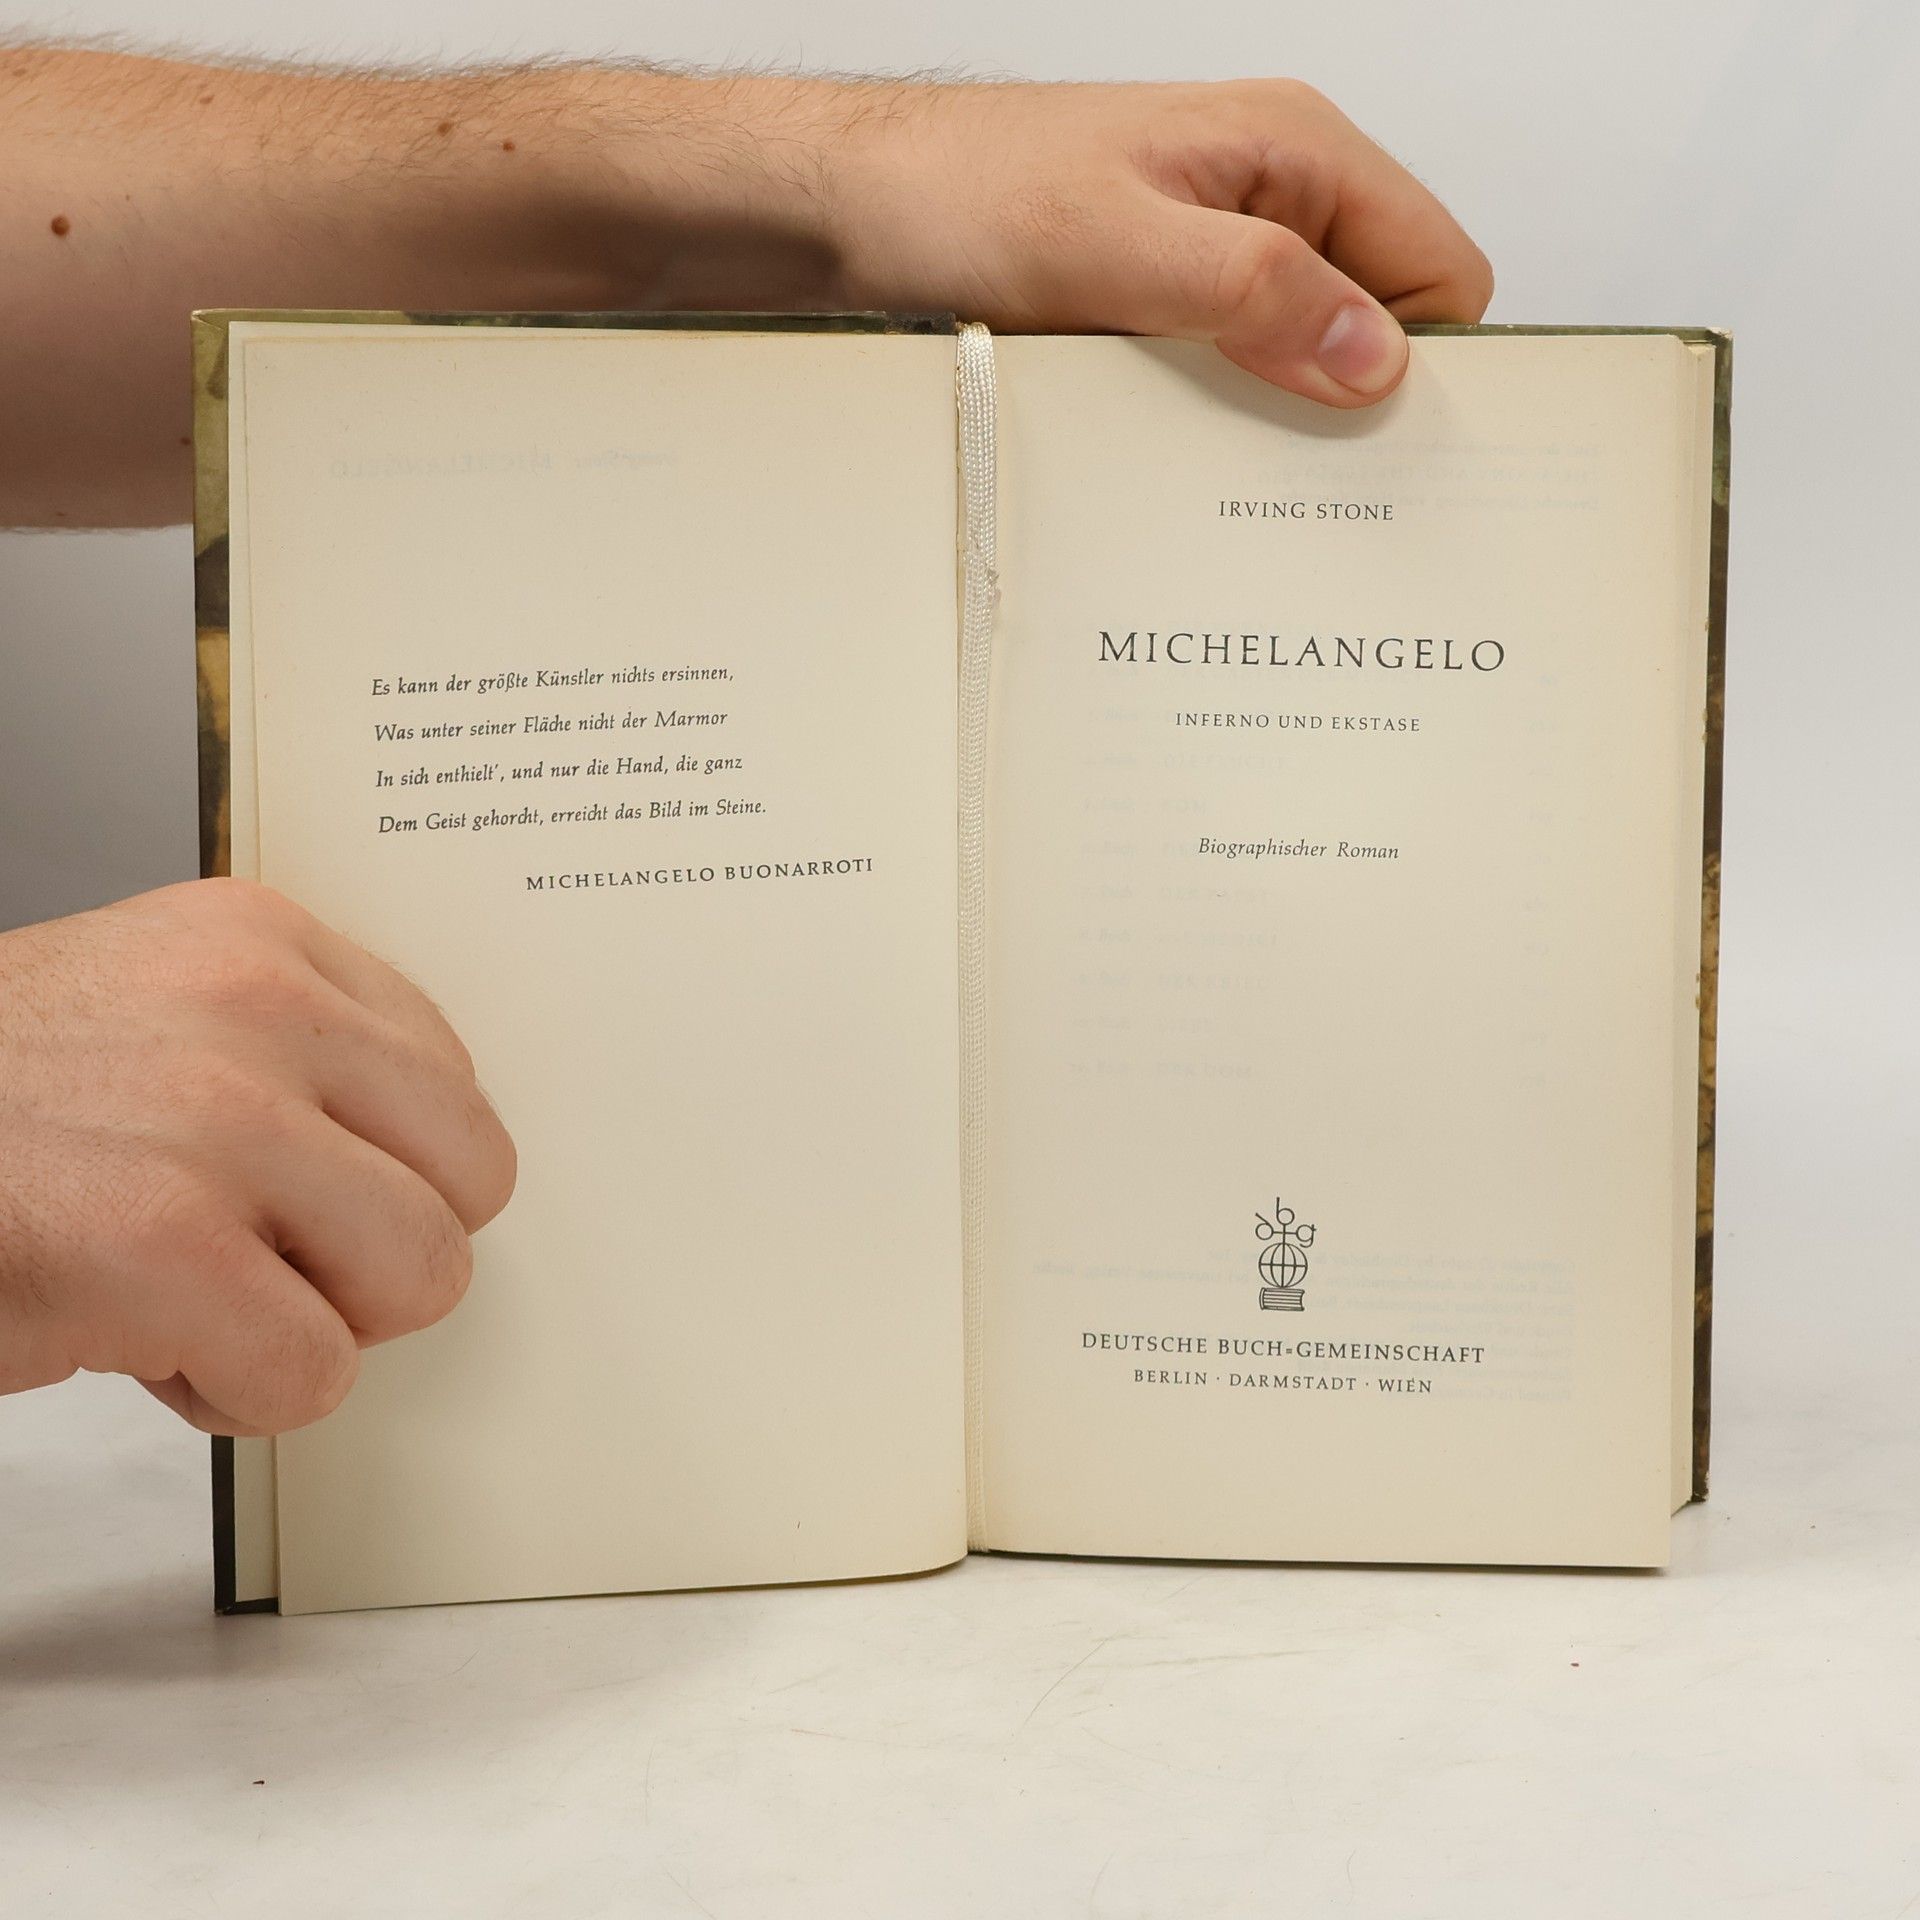 Es kann der größte Künstler nichts ersinnen,
Was unter seiner Fläche nicht der Marmor
In sich enthielt', und nur die Hand, die ganz
Dem Geist gehorcht, erreicht das Bild im Steine.
MICHELANGELO BUONARROTI
IRVING STONE
MICHELANGELO
INFERNO UND EKSTASE
Biographischer Roman
dbg
DEUTSCHE BUCH-GEMEINSCHAFT
BERLIN · DARMSTADT · WIEN